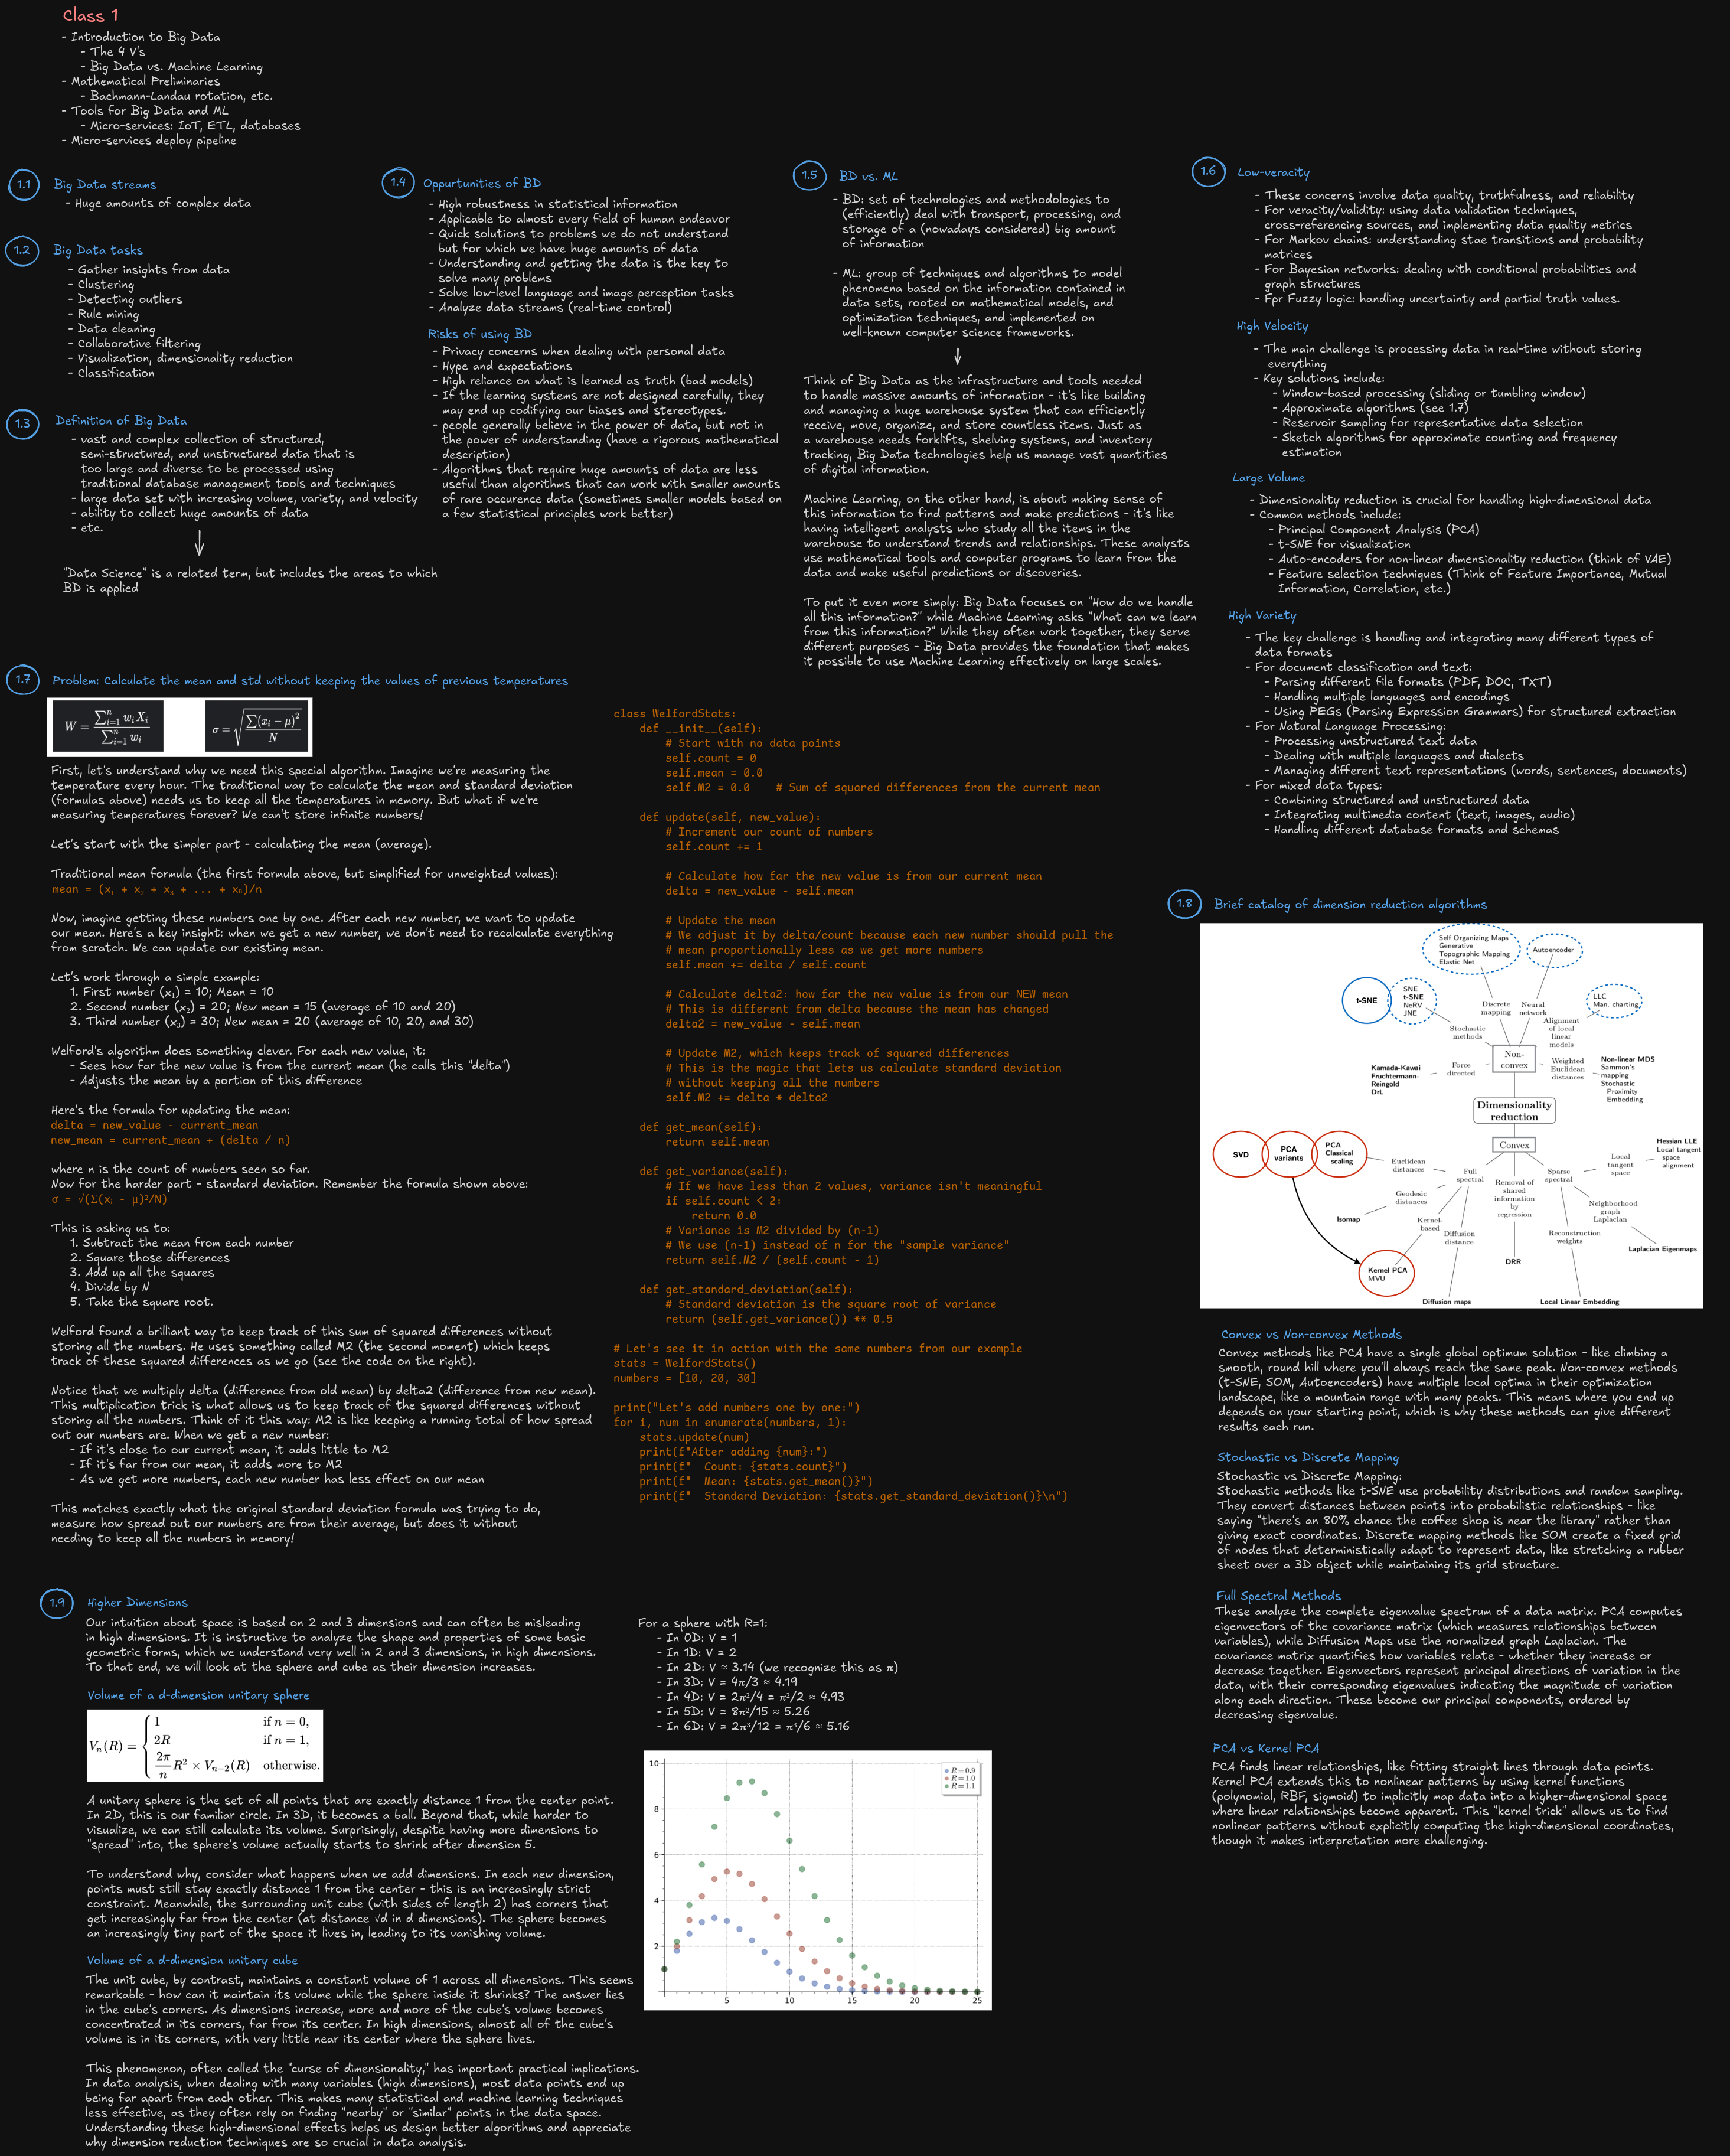 Class 1
- Introduction to Big Data
- The 4 V's
- Big Data vs. Machine Learning
- Mathematical Preliminaries
- Bachmann-Landau rotation, etc.
- Tools for Big Data and ML
- Micro-services: IoT, ETL, databases
- Micro-services deploy pipeline
1.1 Big Data streams
- Huge amounts of complex data
1.2 Big Data tasks
- Gather insights from data
- Clustering
- Detecting outliers
- Rule mining
- Data cleaning
- Collaborative filtering
- Visualization, dimensionality reduction
- Classification
1.3 Definition of Big Data
- vast and complex collection of structured,
semi-structured, and unstructured data that is
too large and diverse to be processed using
traditional database management tools and techniques
- large data set with increasing volume, variety, and velocity
- ability to collect huge amounts of data
- etc.
"Data Science" is a related term, but includes the areas to which
BD is applied
1.4 Oppurtunities of BD
- High robustness in statistical information
- Applicable to almost every field of human endeavor
- Quick solutions to problems we do not understand
but for which we have huge amounts of data
- Understanding and getting the data is the key to
solve many problems
- Solve low-level language and image perception tasks
- Analyze data streams (real-time control)
Risks of using BD
- Privacy concerns when dealing with personal data
- Hype and expectations
- High reliance on what is learned as truth (bad models)
- If the learning systems are not designed carefully, they
may end up codifying our biases and stereotypes.
- people generally believe in the power of data, but not in
the power of understanding (have a rigorous mathematical
description)
- Algorithms that require huge amounts of data are less
useful than algorithms that can work with smaller amounts
of rare occurence data (sometimes smaller models based on
a few statistical principles work better)
1.5 BD vs. ML
- BD: set of technologies and methodologies to
(efficiently) deal with transport, processing, and
storage of a (nowadays considered) big amount
of information
- ML: group of techniques and algorithms to model
phenomena based on the information contained in
data sets, rooted on mathematical models, and
optimization techniques, and implemented on
well-known computer science frameworks.
Think of Big Data as the infrastructure and tools needed
to handle massive amounts of information - it's like building
and managing a huge warehouse system that can efficiently
receive, move, organize, and store countless items. Just as
a warehouse needs forklifts, shelving systems, and inventory
tracking, Big Data technologies help us manage vast quantities
of digital information.
Machine Learning, on the other hand, is about making sense of
this information to find patterns and make predictions - it's like
having intelligent analysts who study all the items in the
warehouse to understand trends and relationships. These analysts
use mathematical tools and computer programs to learn from the
data and make useful predictions or discoveries.
To put it even more simply: Big Data focuses on "How do we handle
all this information?" while Machine Learning asks "What can we learn
from this information?" While they often work together, they serve
different purposes - Big Data provides the foundation that makes
it possible to use Machine Learning effectively on large scales.
1.6 Low-veracity
- These concerns involve data quality, truthfulness, and reliability
- For veracity/validity: using data validation techniques,
cross-referencing sources, and implementing data quality metrics
- For Markov chains: understanding stae transitions and probability
matrices
- For Bayesian networks: dealing with conditional probabilities and
graph structures
- Fpr Fuzzy logic: handling uncertainty and partial truth values.
High Velocity
- The main challenge is processing data in real-time without storing
everything
- Key solutions include:
- Window-based processing (sliding or tumbling window)
- Approximate algorithms (see 1.7)
- Reservoir sampling for representative data selection
- Sketch algorithms for approximate counting and frequency
estimation
Large Volume
- Dimensionality reduction is crucial for handling high-dimensional data
- Common methods include:
- Principal Component Analysis (PCA)
- t-SNE for visualization
- Auto-encoders for non-linear dimensionality reduction (think of VAE)
- Feature selection techniques (Think of Feature Importance, Mutual
Information, Correlation, etc.)
High Variety
- The key challenge is handling and integrating many different types of
data formats
- For document classification and text:
- Parsing different file formats (PDF, DOC, TXT)
- Handling multiple languages and encodings
- Using PEGs (Parsing Expression Grammars) for structured extraction
- For Natural Language Processing:
- Processing unstructured text data
- Dealing with multiple languages and dialects
- Managing different text representations (words, sentences, documents)
- For mixed data types:
- Combining structured and unstructured data
- Integrating multimedia content (text, images, audio)
- Handling different database formats and schemas
1.7 Problem: Calculate the mean and std without keeping the values of previous temperatures
W = ∑ⁿᵢ₌₁ wᵢXᵢ / ∑ⁿᵢ₌₁ wᵢ
σ = √(∑(xᵢ − μ)² / N)
First, let's understand why we need this special algorithm. Imagine we're measuring the
temperature every hour. The traditional way to calculate the mean and standard deviation
(formulas above) needs us to keep all the temperatures in memory. But what if we're
measuring temperatures forever? We can't store infinite numbers!
Let's start with the simpler part - calculating the mean (average).
Traditional mean formula (the first formula above, but simplified for unweighted values):
mean = (x₁ + x₂ + x₃ + ... + xₙ)/n
Now, imagine getting these numbers one by one. After each new number, we want to update
our mean. Here's a key insight: when we get a new number, we don't need to recalculate everything
from scratch. We can update our existing mean.
Let's work through a simple example:
1. First number (x₁) = 10; Mean = 10
2. Second number (x₂) = 20; New mean = 15 (average of 10 and 20)
3. Third number (x₃) = 30; New mean = 20 (average of 10, 20, and 30)
Welford's algorithm does something clever. For each new value, it:
- Sees how far the new value is from the current mean (he calls this "delta")
- Adjusts the mean by a portion of this difference
Here's the formula for updating the mean:
delta = new_value - current_mean
new_mean = current_mean + (delta / n)
where n is the count of numbers seen so far.
Now for the harder part - standard deviation. Remember the formula shown above:
σ = √(Σ(xᵢ - μ)²/N)
This is asking us to:
1. Subtract the mean from each number
2. Square those differences
3. Add up all the squares
4. Divide by N
5. Take the square root.
Welford found a brilliant way to keep track of this sum of squared differences without
storing all the numbers. He uses something called M2 (the second moment) which keeps
track of these squared differences as we go (see the code on the right).
Notice that we multiply delta (difference from old mean) by delta2 (difference from new mean).
This multiplication trick is what allows us to keep track of the squared differences without
storing all the numbers. Think of it this way: M2 is like keeping a running total of how spread
out our numbers are. When we get a new number:
- If it's close to our current mean, it adds little to M2
- If it's far from our mean, it adds more to M2
- As we get more numbers, each new number has less effect on our mean
This matches exactly what the original standard deviation formula was trying to do,
measure how spread out our numbers are from their average, but does it without
needing to keep all the numbers in memory!
class WelfordStats:
def __init__(self):
# Start with no data points
self.count = 0
self.mean = 0.0
self.M2 = 0.0 # Sum of squared differences from the current mean
def update(self, new_value):
# Increment our count of numbers
self.count += 1
# Calculate how far the new value is from our current mean
delta = new_value - self.mean
# Update the mean
# We adjust it by delta/count because each new number should pull the
# mean proportionally less as we get more numbers
self.mean += delta / self.count
# Calculate delta2: how far the new value is from our NEW mean
# This is different from delta because the mean has changed
delta2 = new_value - self.mean
# Update M2, which keeps track of squared differences
# This is the magic that lets us calculate standard deviation
# without keeping all the numbers
self.M2 += delta * delta2
def get_mean(self):
return self.mean
def get_variance(self):
# If we have less than 2 values, variance isn't meaningful
if self.count < 2:
return 0.0
# Variance is M2 divided by (n-1)
# We use (n-1) instead of n for the "sample variance"
return self.M2 / (self.count - 1)
def get_standard_deviation(self):
# Standard deviation is the square root of variance
return (self.get_variance()) ** 0.5
# Let's see it in action with the same numbers from our example
stats = WelfordStats()
numbers = [10, 20, 30]
print("Let's add numbers one by one:")
for i, num in enumerate(numbers, 1):
stats.update(num)
print(f"After adding {num}:")
print(f"  Count: {stats.count}")
print(f"  Mean: {stats.get_mean()}")
print(f"  Standard Deviation: {stats.get_standard_deviation()}\n")
1.8 Brief catalog of dimension reduction algorithms
Self Organizing Maps
Generative
Topographic Mapping
Elastic Net
Autoencoder
t-SNE
SNE
t-SNE
NeRV
JNE
LLC
Man. charting
Discrete
mapping
Neural
network
Stochastic
methods
Alignment
of local
linear
models
Non-
convex
Force
directed
Weighted
Euclidean
distances
Kamada-Kawai
Fruchtermann-
Reingold
DrL
Non-linear MDS
Sammon's
mapping
Stochastic
Proximity
Embedding
Dimensionality
reduction
Convex
SVD
PCA
variants
PCA
Classical
scaling
Euclidean
distances
Full
spectral
Sparse
spectral
Local
tangent
space
Hessian LLE
Local tangent
space
alignment
Geodesic
distances
Removal of
shared
information
by
regression
Isomap
Kernel-
based
Diffusion
distance
Neighborhood
graph
Laplacian
Reconstruction
weights
Laplacian Eigenmaps
DRR
Kernel PCA
MVU
Diffusion maps
Local Linear Embedding
Convex vs Non-convex Methods
Convex methods like PCA have a single global optimum solution - like climbing a
smooth, round hill where you'll always reach the same peak. Non-convex methods
(t-SNE, SOM, Autoencoders) have multiple local optima in their optimization
landscape, like a mountain range with many peaks. This means where you end up
depends on your starting point, which is why these methods can give different
results each run.
Stochastic vs Discrete Mapping
Stochastic vs Discrete Mapping:
Stochastic methods like t-SNE use probability distributions and random sampling.
They convert distances between points into probabilistic relationships - like
saying "there's an 80% chance the coffee shop is near the library" rather than
giving exact coordinates. Discrete mapping methods like SOM create a fixed grid
of nodes that deterministically adapt to represent data, like stretching a rubber
sheet over a 3D object while maintaining its grid structure.
Full Spectral Methods
These analyze the complete eigenvalue spectrum of a data matrix. PCA computes
eigenvectors of the covariance matrix (which measures relationships between
variables), while Diffusion Maps use the normalized graph Laplacian. The
covariance matrix quantifies how variables relate - whether they increase or
decrease together. Eigenvectors represent principal directions of variation in the
data, with their corresponding eigenvalues indicating the magnitude of variation
along each direction. These become our principal components, ordered by
decreasing eigenvalue.
PCA vs Kernel PCA
PCA finds linear relationships, like fitting straight lines through data points.
Kernel PCA extends this to nonlinear patterns by using kernel functions
(polynomial, RBF, sigmoid) to implicitly map data into a higher-dimensional space
where linear relationships become apparent. This "kernel trick" allows us to find
nonlinear patterns without explicitly computing the high-dimensional coordinates,
though it makes interpretation more challenging.
1.9 Higher Dimensions
Our intuition about space is based on 2 and 3 dimensions and can often be misleading
in high dimensions. It is instructive to analyze the shape and properties of some basic
geometric forms, which we understand very well in 2 and 3 dimensions, in high dimensions.
To that end, we will look at the sphere and cube as their dimension increases.
Volume of a d-dimension unitary sphere
Vₙ(R) = { 1 if n = 0,
2R if n = 1,
2π/n R² × Vₙ₋₂(R) otherwise.
A unitary sphere is the set of all points that are exactly distance 1 from the center point.
In 2D, this is our familiar circle. In 3D, it becomes a ball. Beyond that, while harder to
visualize, we can still calculate its volume. Surprisingly, despite having more dimensions to
"spread" into, the sphere's volume actually starts to shrink after dimension 5.
To understand why, consider what happens when we add dimensions. In each new dimension,
points must still stay exactly distance 1 from the center - this is an increasingly strict
constraint. Meanwhile, the surrounding unit cube (with sides of length 2) has corners that
get increasingly far from the center (at distance √d in d dimensions). The sphere becomes
an increasingly tiny part of the space it lives in, leading to its vanishing volume.
Volume of a d-dimension unitary cube
The unit cube, by contrast, maintains a constant volume of 1 across all dimensions. This seems
remarkable - how can it maintain its volume while the sphere inside it shrinks? The answer lies
in the cube's corners. As dimensions increase, more and more of the cube's volume becomes
concentrated in its corners, far from its center. In high dimensions, almost all of the cube's
volume is in its corners, with very little near its center where the sphere lives.
This phenomenon, often called the "curse of dimensionality," has important practical implications.
In data analysis, when dealing with many variables (high dimensions), most data points end up
being far apart from each other. This makes many statistical and machine learning techniques
less effective, as they often rely on finding "nearby" or "similar" points in the data space.
Understanding these high-dimensional effects helps us design better algorithms and appreciate
why dimension reduction techniques are so crucial in data analysis.
For a sphere with R=1:
- In 0D: V = 1
- In 1D: V = 2
- In 2D: V ≈ 3.14 (we recognize this as π)
- In 3D: V = 4π/3 ≈ 4.19
- In 4D: V = 2π²/4 = π²/2 ≈ 4.93
- In 5D: V = 8π²/15 ≈ 5.26
- In 6D: V = 2π³/12 = π³/6 ≈ 5.16
10
8
6
4
2
R = 0.9
R = 1.0
R = 1.1
5 10 15 20 25